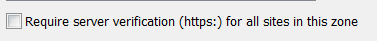 Require server verification (https:) for all sites in this zone